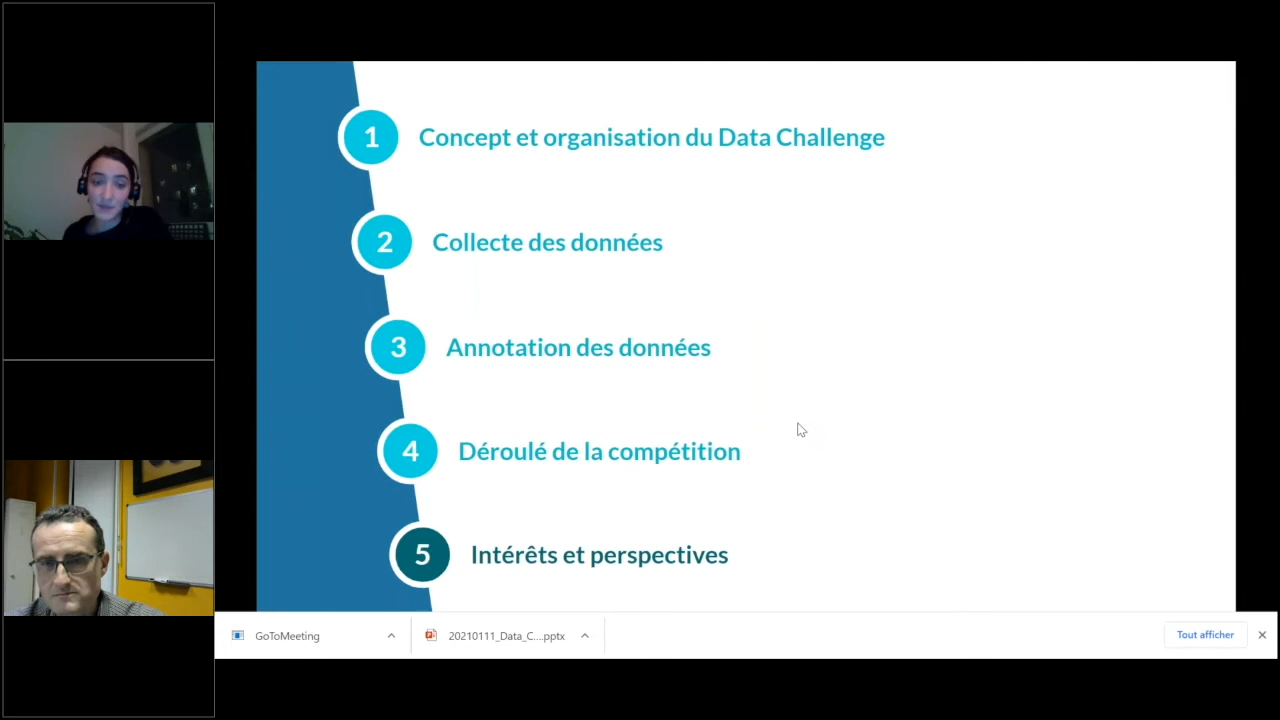 1 Concept et organisation du Data Challenge
2 Collecte des données
3 Annotation des données
4 Déroulé de la compétition
5 Intérêts et perspectives
GoToMeeting
20210111_Data_C....pptx
Tout afficher